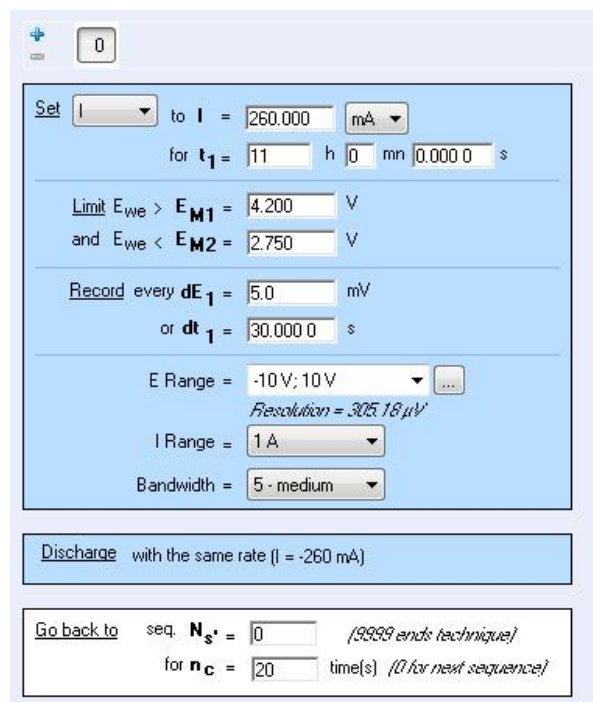 0
Set I to I = 260.000 mA
for t1 = 11 h 0 mn 0.000 0 s
Limit Ewe > EM1 = 4.200 V
and Ewe < EM2 = 2.750 V
Record every dE1 = 5.0 mV
or dt1 = 30.000 0 s
E Range = -10 V; 10 V ...
Resolution = 305.18 µV
I Range = 1 A
Bandwidth = 5 - medium
Discharge with the same rate (I = -260 mA)
Go back to seq. Ns' = 0 (9999 ends technique)
for nc = 20 time(s) (0 for next sequence)